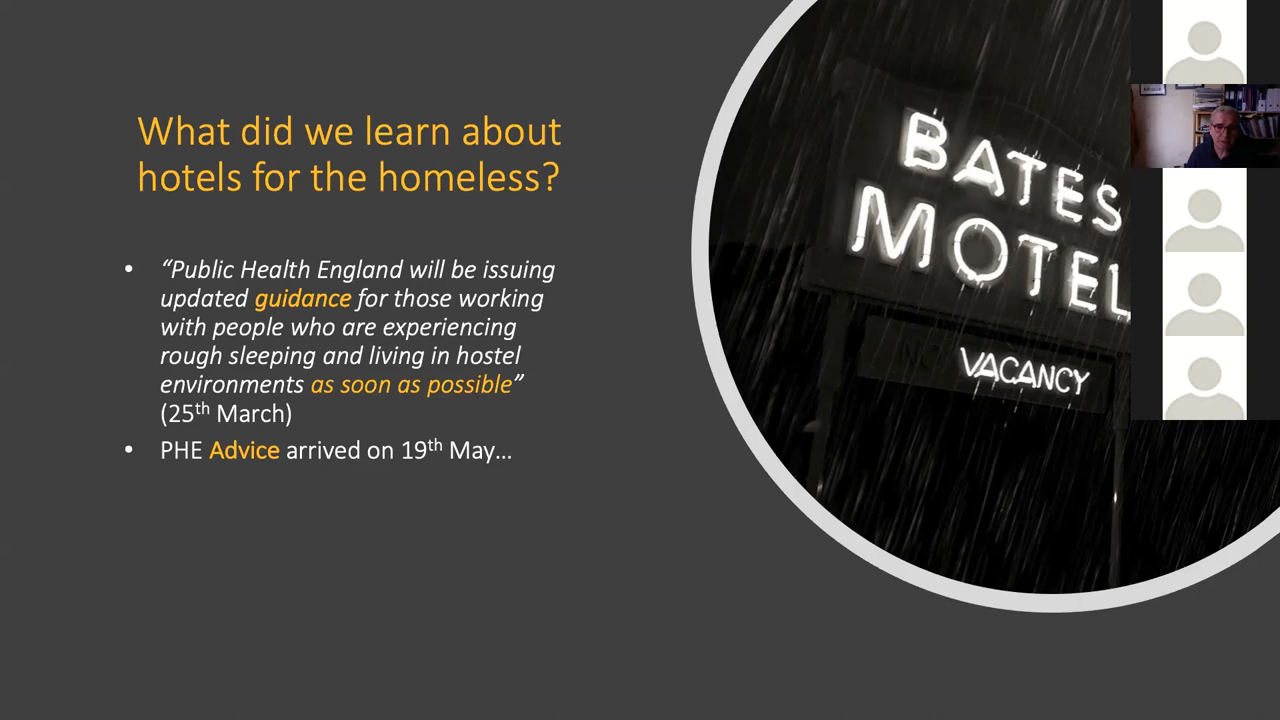 What did we learn about
hotels for the homeless?
• “Public Health England will be issuing
updated guidance for those working
with people who are experiencing
rough sleeping and living in hostel
environments as soon as possible”
(25th March)
• PHE Advice arrived on 19th May…
BATES
MOTEL
NO VACANCY